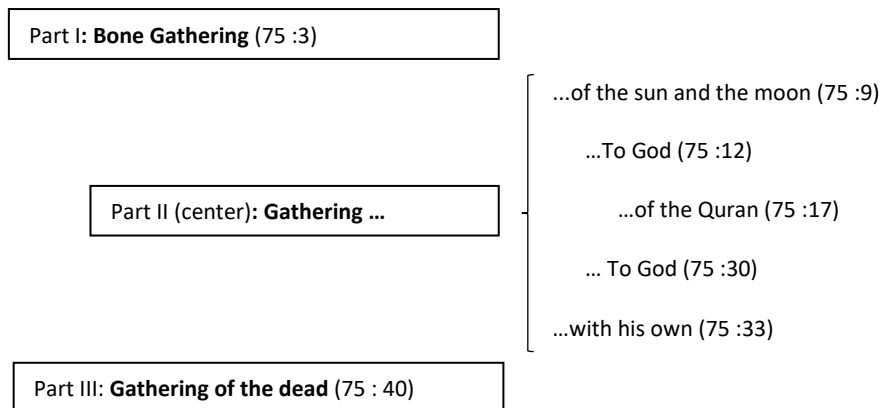 Part I: Bone Gathering (75 :3)
...of the sun and the moon (75 :9)
...To God (75 :12)
Part II (center): Gathering ...
...of the Quran (75 :17)
... To God (75 :30)
...with his own (75 :33)
Part III: Gathering of the dead (75 : 40)